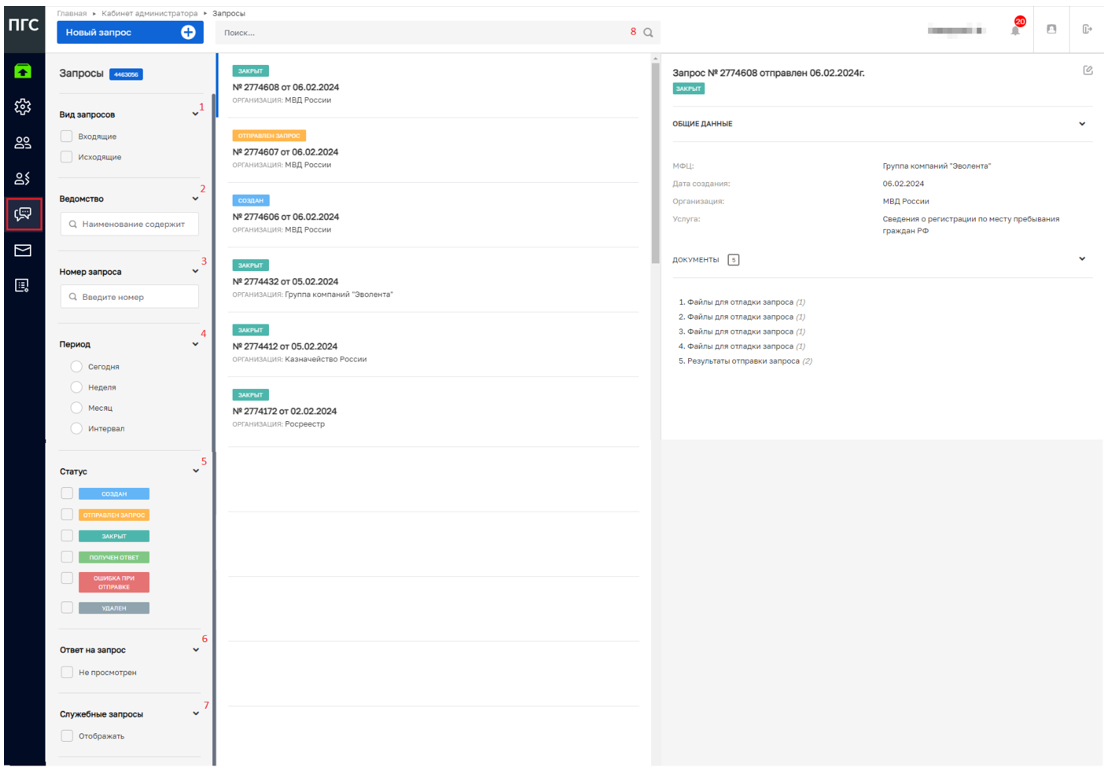 ПГС
Главная ▸ Кабинет администратора ▸ Запросы
Новый запрос
Поиск...
8
20
Запросы 4463056
Вид запросов
1
Входящие
Исходящие
Ведомство
2
Наименование содержит
Номер запроса
3
Введите номер
Период
4
Сегодня
Неделя
Месяц
Интервал
Статус
5
СОЗДАН
ОТПРАВЛЕН ЗАПРОС
ЗАКРЫТ
ПОЛУЧЕН ОТВЕТ
ОШИБКА ПРИ
ОТПРАВКЕ
УДАЛЕН
Ответ на запрос
6
Не просмотрен
Служебные запросы
7
Отображать
ЗАКРЫТ
№ 2774608 от 06.02.2024
ОРГАНИЗАЦИЯ: МВД России
ОТПРАВЛЕН ЗАПРОС
№ 2774607 от 06.02.2024
ОРГАНИЗАЦИЯ: МВД России
СОЗДАН
№ 2774606 от 06.02.2024
ОРГАНИЗАЦИЯ: МВД России
ЗАКРЫТ
№ 2774432 от 05.02.2024
ОРГАНИЗАЦИЯ: Группа компаний "Эволента"
ЗАКРЫТ
№ 2774412 от 05.02.2024
ОРГАНИЗАЦИЯ: Казначейство России
ЗАКРЫТ
№ 2774172 от 02.02.2024
ОРГАНИЗАЦИЯ: Росреестр
Запрос № 2774608 отправлен 06.02.2024г.
ЗАКРЫТ
ОБЩИЕ ДАННЫЕ
МФЦ: Группа компаний "Эволента"
Дата создания: 06.02.2024
Организация: МВД России
Услуга: Сведения о регистрации по месту пребывания
граждан РФ
ДОКУМЕНТЫ 5
1. Файлы для отладки запроса (1)
2. Файлы для отладки запроса (1)
3. Файлы для отладки запроса (1)
4. Файлы для отладки запроса (1)
5. Результаты отправки запроса (2)